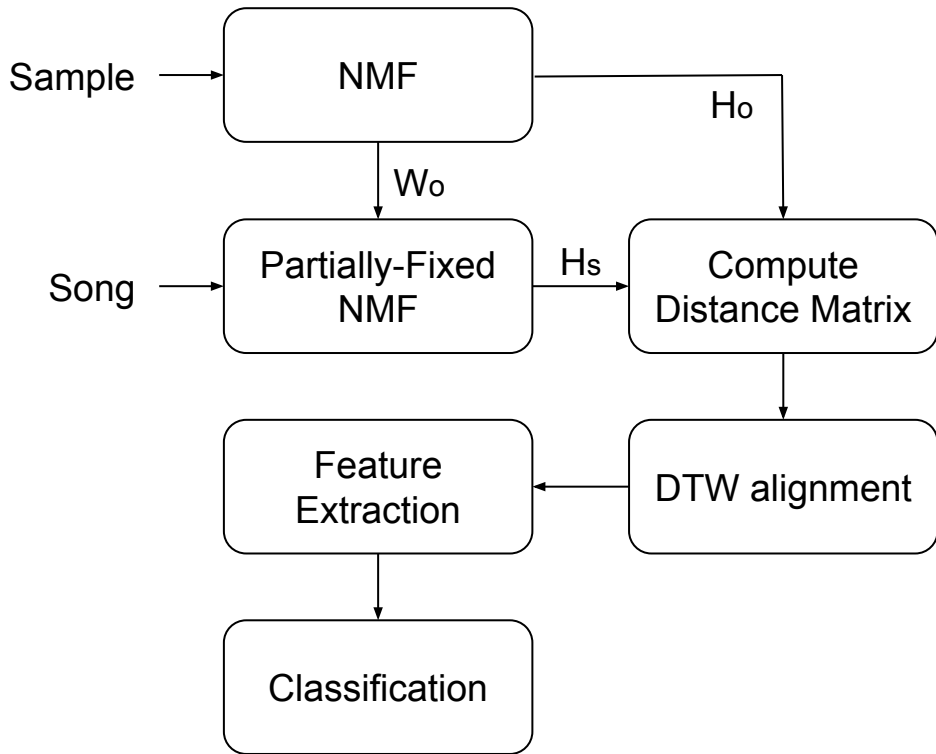 Sample
NMF
Ho
Wo
Song
Partially-Fixed
NMF
Hs
Compute
Distance Matrix
Feature
Extraction
DTW alignment
Classification